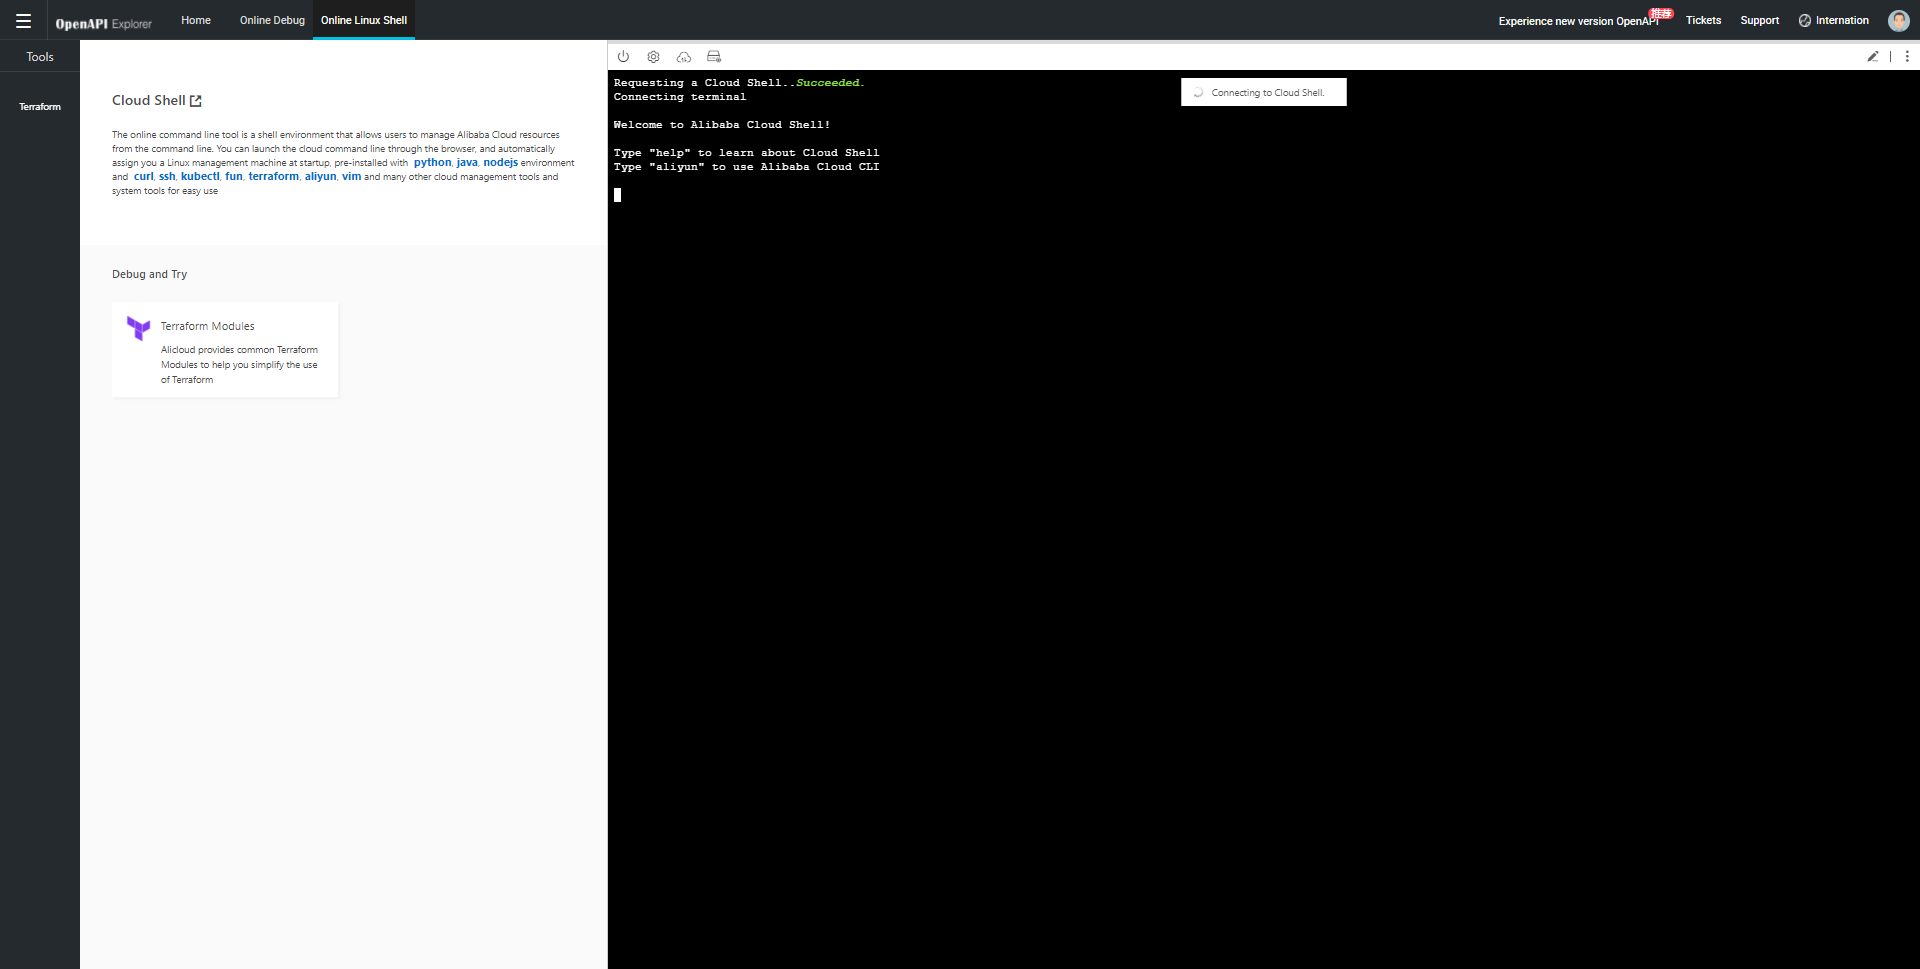 OpenAPI Explorer
Home
Online Debug
Online Linux Shell
Experience new version OpenAPI
推荐
Tickets
Support
Internation
Tools
Terraform
Cloud Shell
The online command line tool is a shell environment that allows users to manage Alibaba Cloud resources
from the command line. You can launch the cloud command line through the browser, and automatically
assign you a Linux management machine at startup, pre-installed with python, java, nodejs environment
and curl, ssh, kubectl, fun, terraform, aliyun, vim and many other cloud management tools and
system tools for easy use
Debug and Try
Terraform Modules
Alicloud provides common Terraform
Modules to help you simplify the use
of Terraform
Requesting a Cloud Shell..Succeeded.
Connecting terminal
Welcome to Alibaba Cloud Shell!
Type "help" to learn about Cloud Shell
Type "aliyun" to use Alibaba Cloud CLI
Connecting to Cloud Shell.